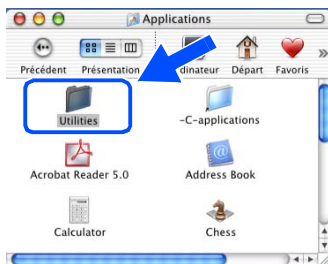 Applications
Précédent Présentation dinateur Départ Favoris
Utilities -C-applications
Acrobat Reader 5.0 Address Book
Calculator Chess